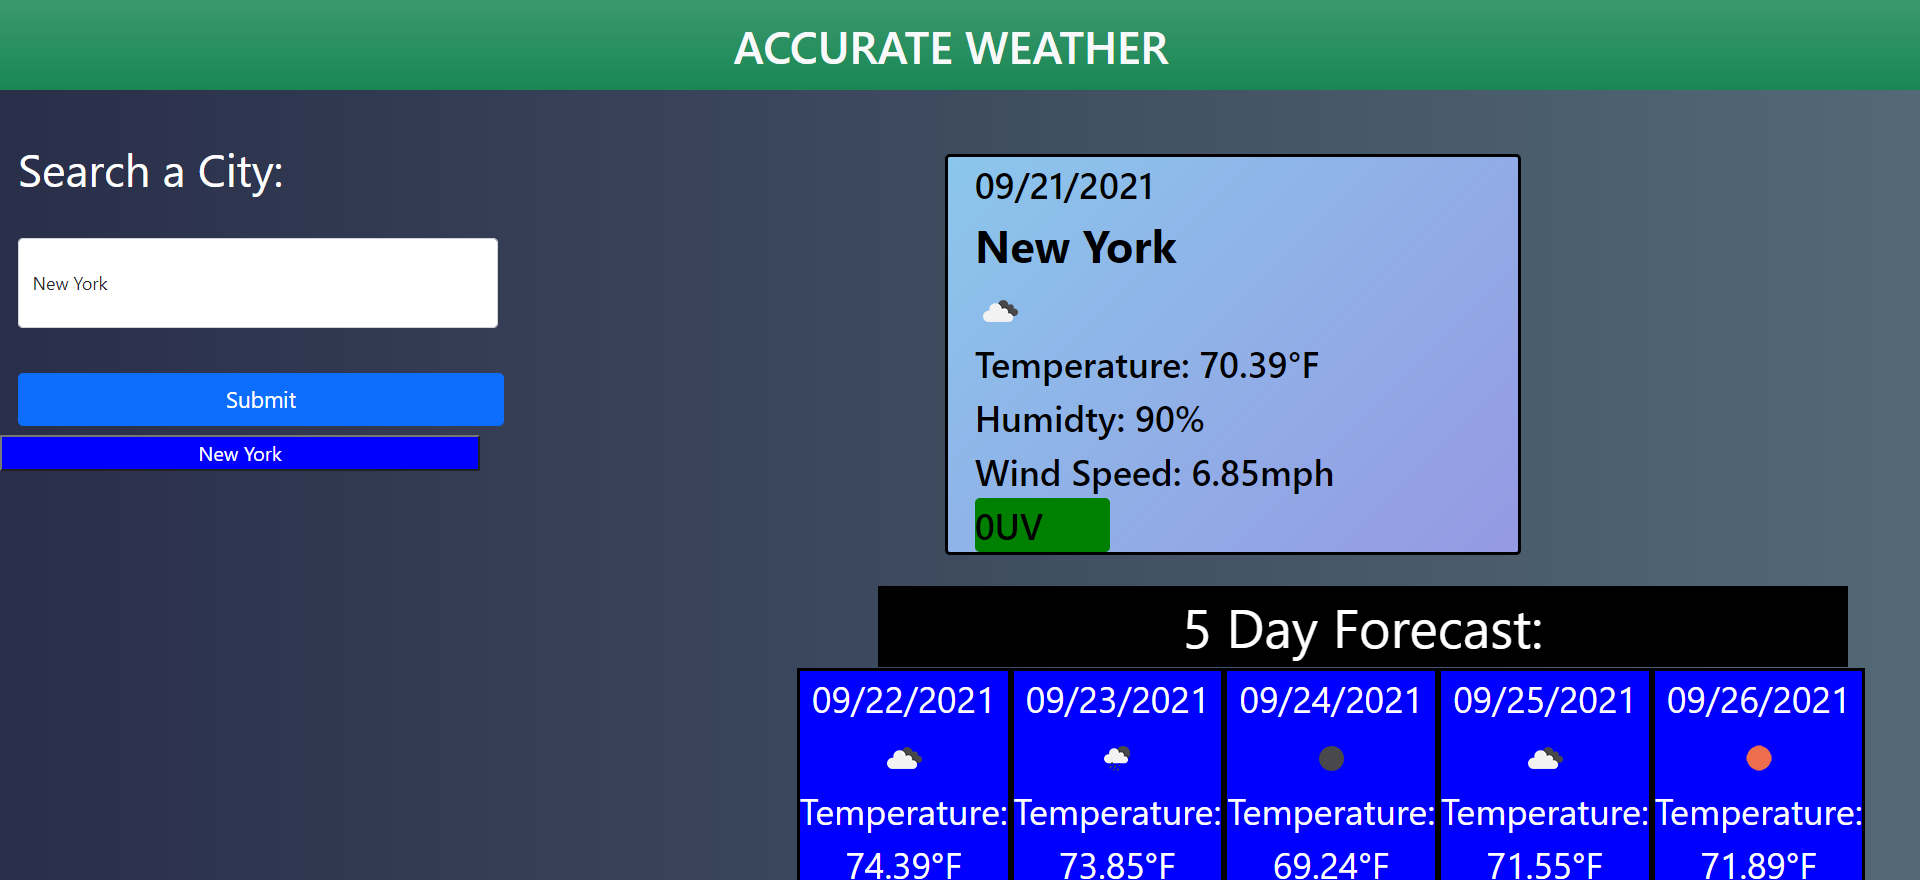 ACCURATE WEATHER
Search a City:
New York
Submit
New York
09/21/2021
New York
Temperature: 70.39°F
Humidty: 90%
Wind Speed: 6.85mph
0UV
5 Day Forecast:
09/22/2021 09/23/2021 09/24/2021 09/25/2021 09/26/2021
Temperature: Temperature: Temperature: Temperature: Temperature:
74.39°F 73.85°F 69.24°F 71.55°F 71.89°F